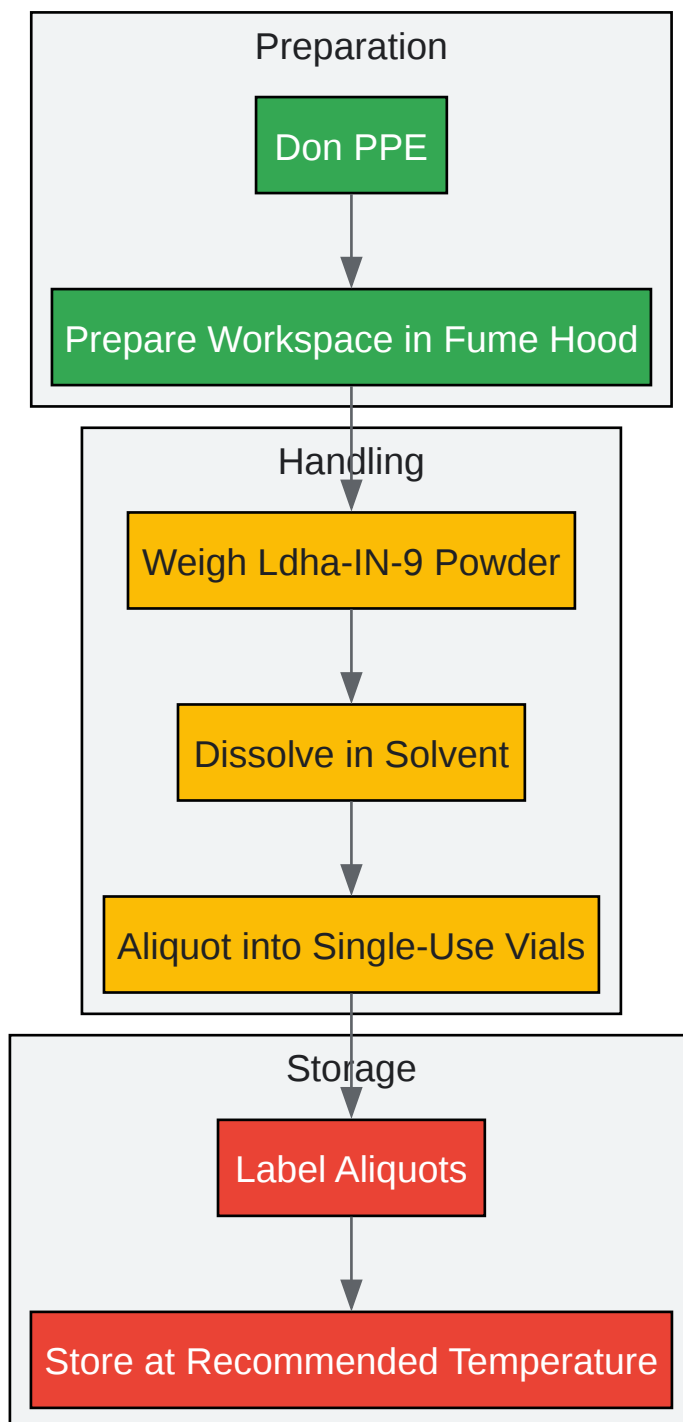 Preparation
Don PPE
Prepare Workspace in Fume Hood
Handling
Weigh Ldha-IN-9 Powder
Dissolve in Solvent
Aliquot into Single-Use Vials
Storage
Label Aliquots
Store at Recommended Temperature